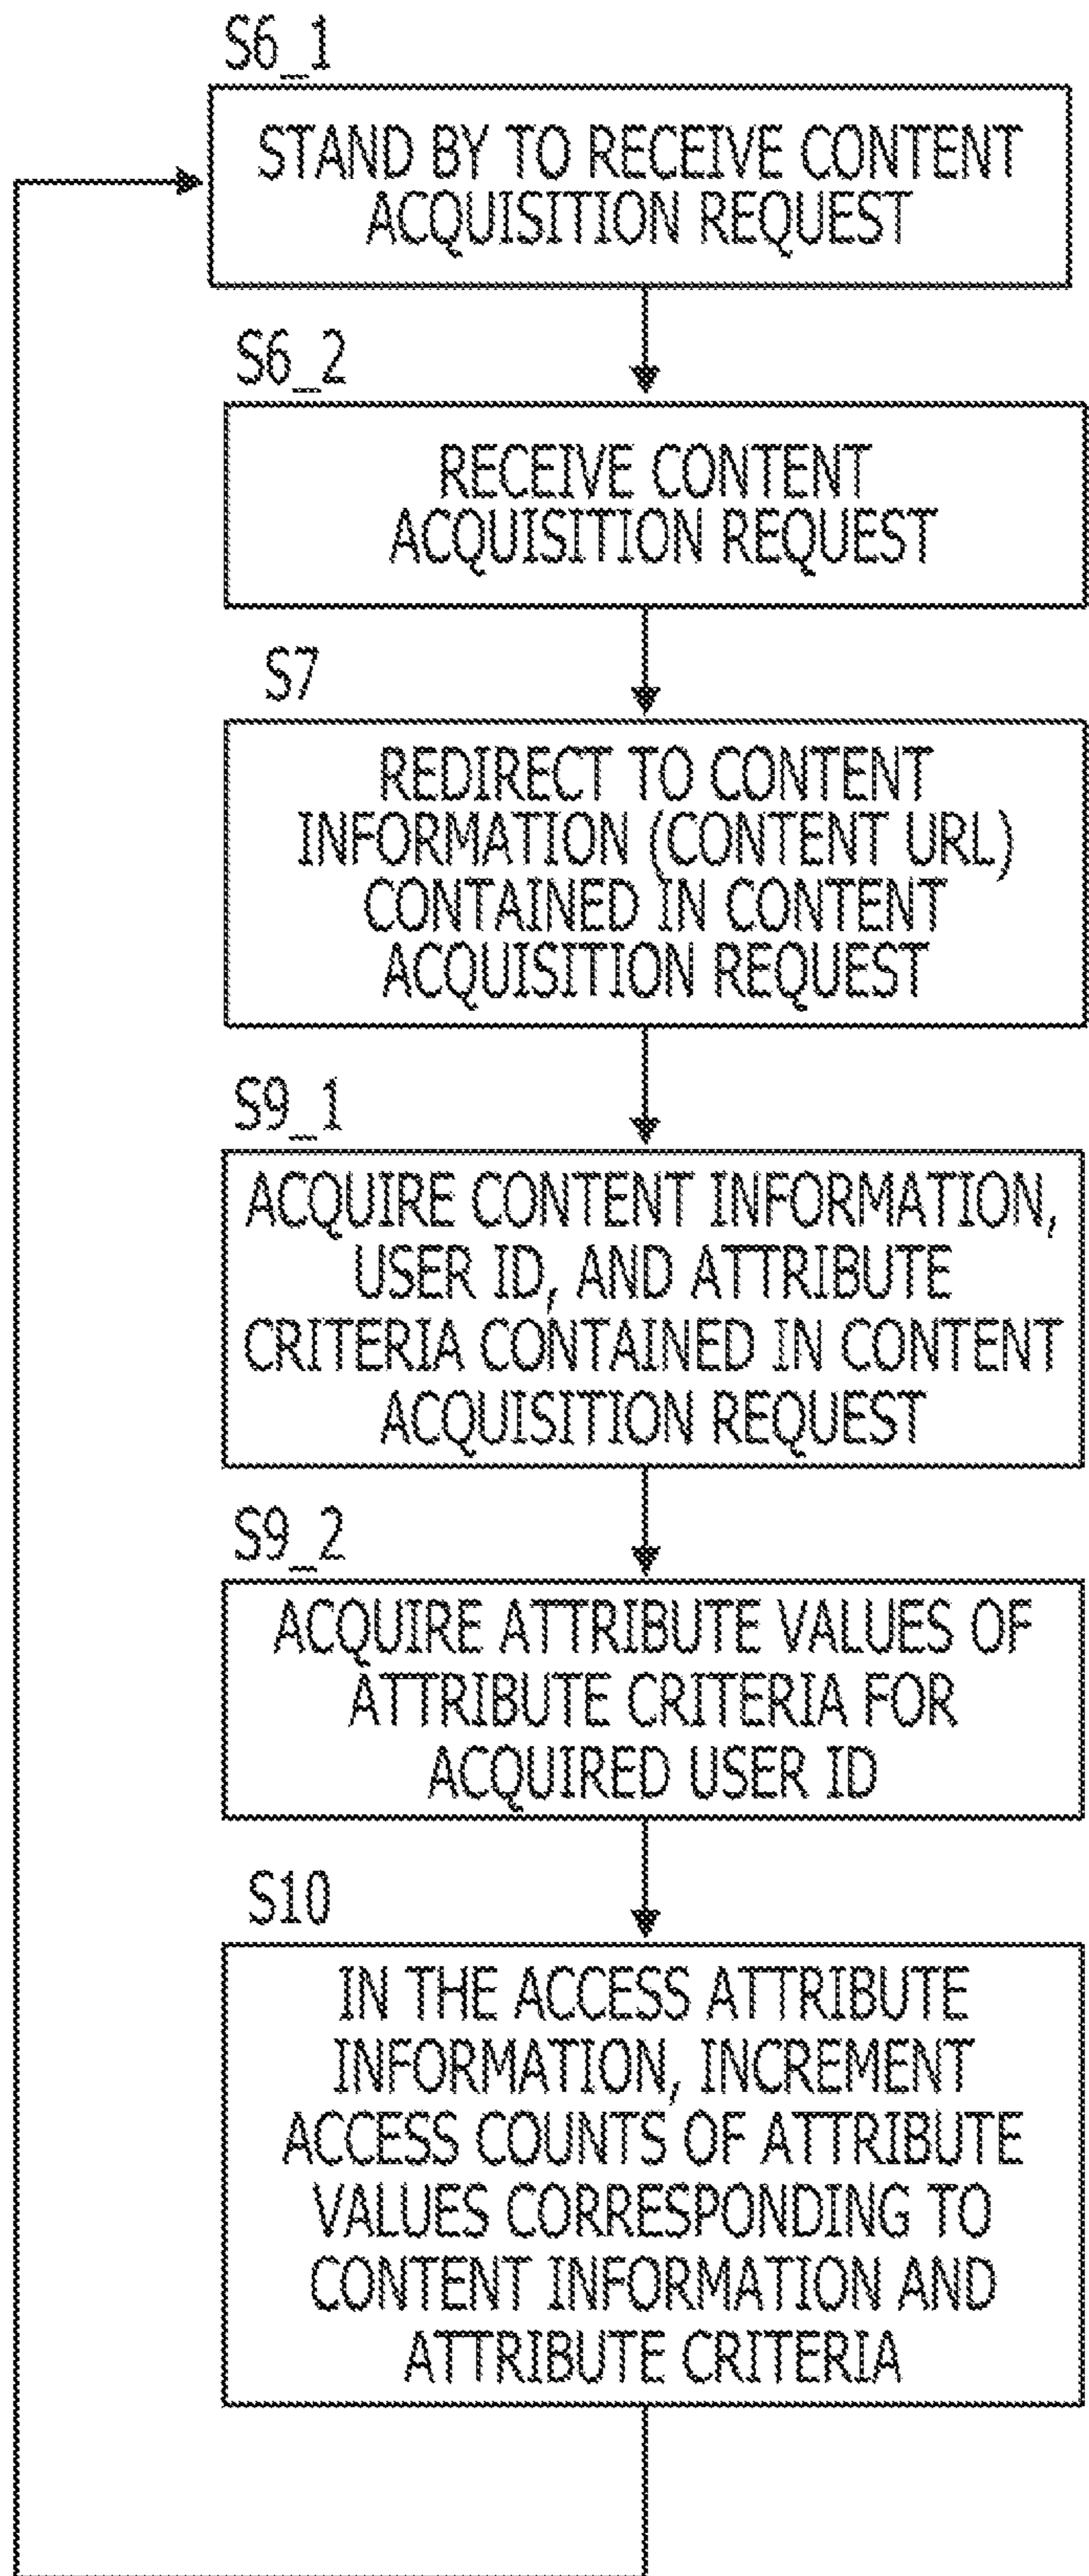 S6_1
STAND BY TO RECEIVE CONTENT
ACQUISITION REQUEST
S6_2
RECEIVE CONTENT
ACQUISITION REQUEST
S7
REDIRECT TO CONTENT
INFORMATION (CONTENT URL)
CONTAINED IN CONTENT
ACQUISITION REQUEST
S9_1
ACQUIRE CONTENT INFORMATION,
USER ID, AND ATTRIBUTE
CRITERIA CONTAINED IN CONTENT
ACQUISITION REQUEST
S9_2
ACQUIRE ATTRIBUTE VALUES OF
ATTRIBUTE CRITERIA FOR
ACQUIRED USER ID
S10
IN THE ACCESS ATTRIBUTE
INFORMATION, INCREMENT
ACCESS COUNTS OF ATTRIBUTE
VALUES CORRESPONDING TO
CONTENT INFORMATION AND
ATTRIBUTE CRITERIA